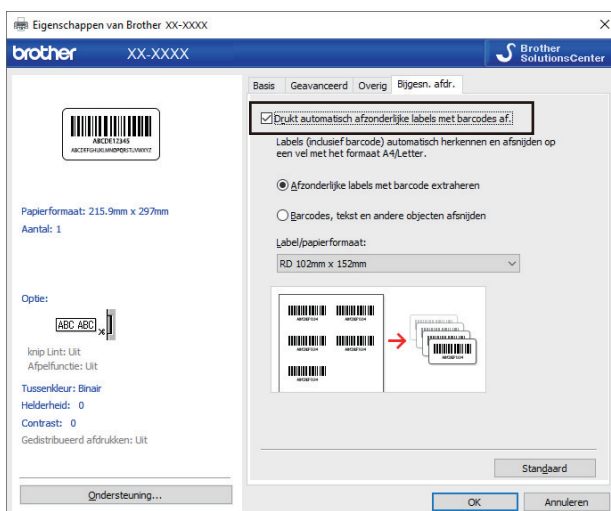 Eigenschappen van Brother XX-XXXX
brother XX-XXXX
Brother
SolutionsCenter
Basis Geavanceerd Overig Bijgesn. afdr.
Drukt automatisch afzonderlijke labels met barcodes af.
Labels (inclusief barcode) automatisch herkennen en afsnijden op
een vel met het formaat A4/Letter.
Afzonderlijke labels met barcode extraheren
Barcodes, tekst en andere objecten afsnijden
Label/papierformaat:
RD 102mm x 152mm
ABCDE12345
Papierformaat: 215.9mm x 297mm
Aantal: 1
Optie:
ABC ABC
knip Lint: Uit
Afpelfunctie: Uit
Tussenkleur: Binair
Helderheid: 0
Contrast: 0
Gedistribueerd afdrukken: Uit
Ondersteuning...
Standaard
OK Annuleren